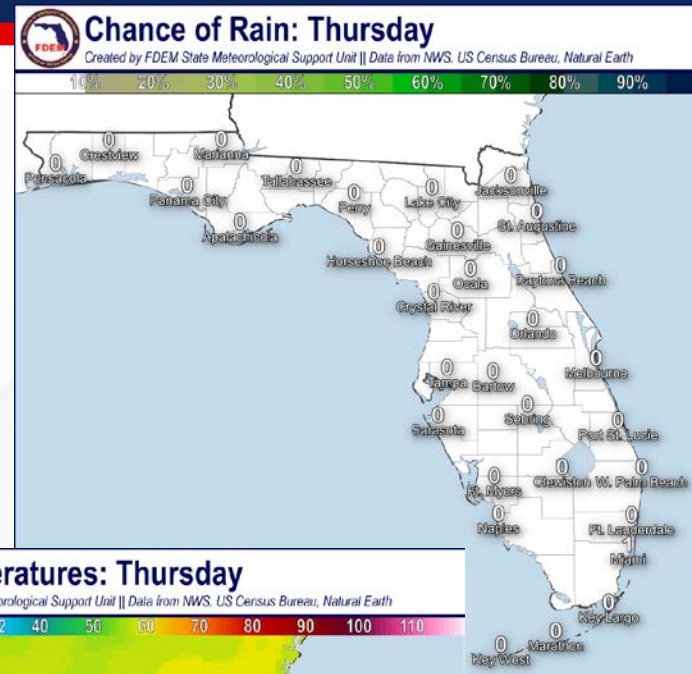 FDEM
Chance of Rain: Thursday
Created by FDEM State Meteorological Support Unit || Data from NWS, US Census Bureau, Natural Earth
10% 20% 30% 40% 50% 60% 70% 80% 90%
0 0 0
Crestview Marianna
Pensacola
0 0
Tallahassee Jacksonville
0 0 0
Panama City Perry Lake City
0 0
Apalachicola St. Augustine
0 0
Horseshoe Beach Gainesville
0 0
Ocala Daytona Beach
0
Crystal River
0
Orlando
0
Melbourne
0 0
Tampa Bartow
0 0 0
Sarasota Sebring Port St. Lucie
0 0 0
Ft. Myers Clewiston W. Palm Beach
0 0
Naples Ft. Lauderdale
1
Miami
0
Key Largo
0 0
Key West Marathon
eratures: Thursday
orological Support Unit || Data from NWS, US Census Bureau, Natural Earth
2 40 50 60 70 80 90 100 110